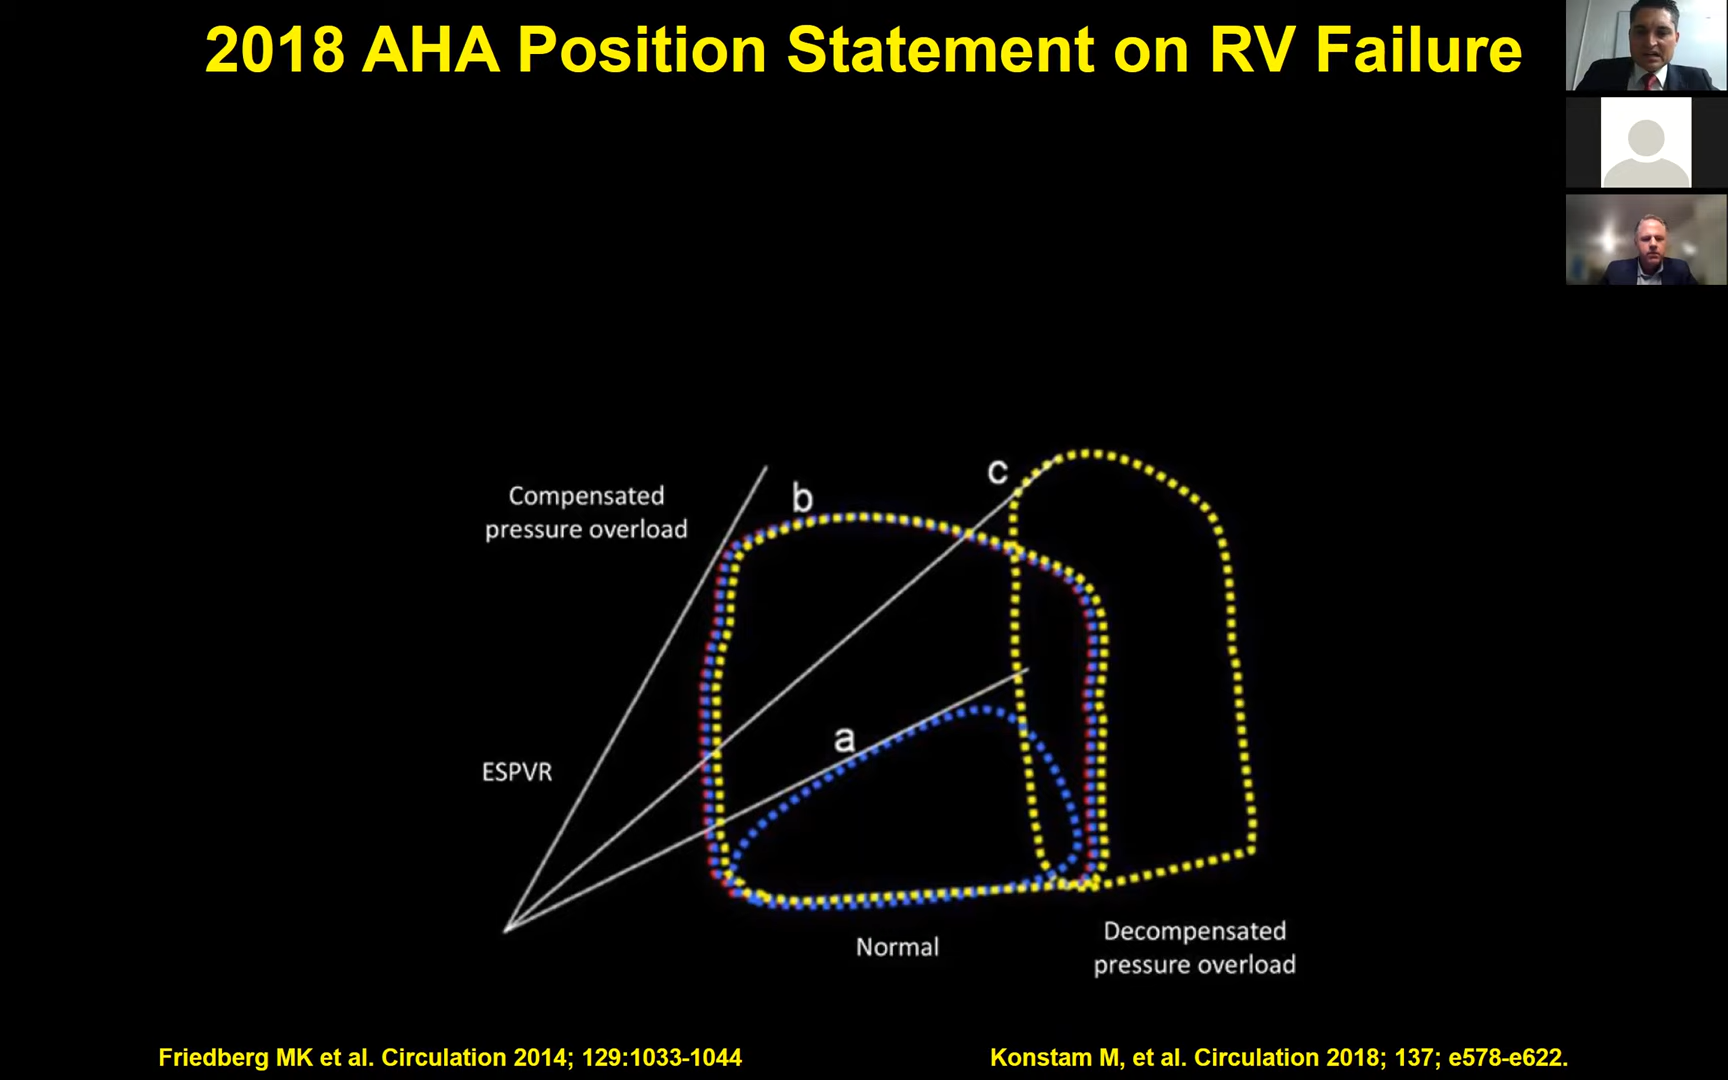 2018 AHA Position Statement on RV Failure
Compensated
pressure overload
b
c
a
ESPVR
Normal
Decompensated
pressure overload
Friedberg MK et al. Circulation 2014; 129:1033-1044
Konstam M, et al. Circulation 2018; 137; e578-e622.